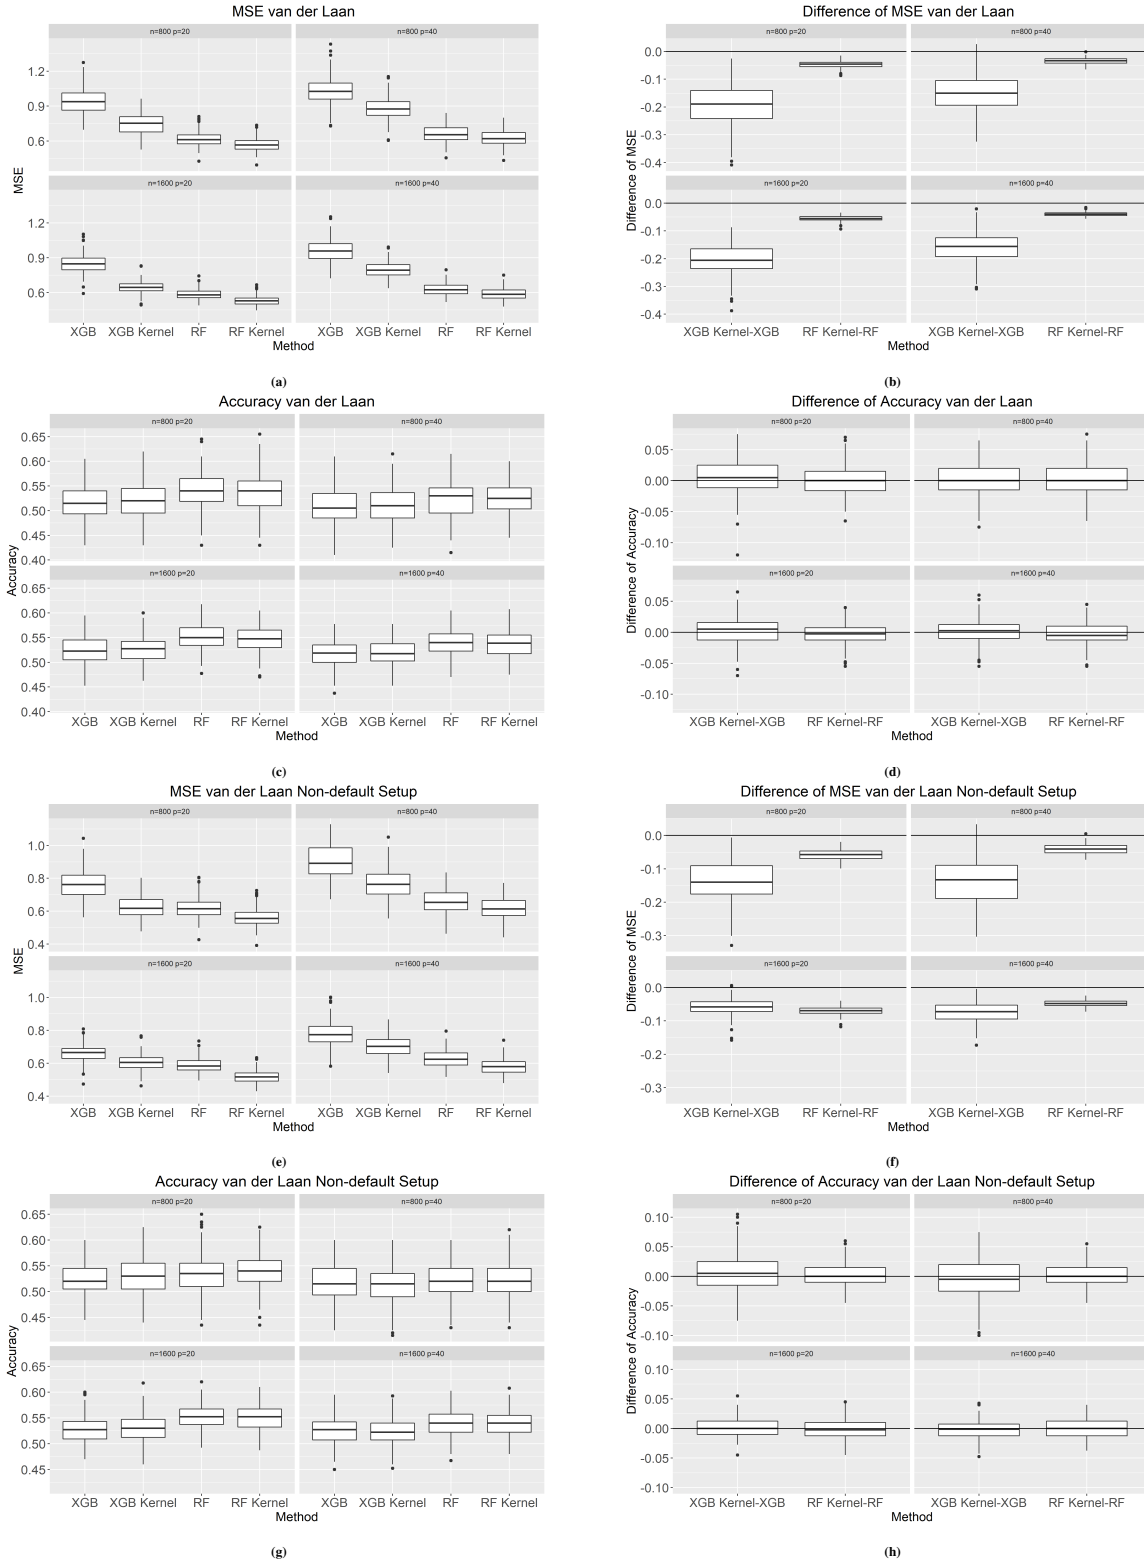 MSE van der Laan
n=800 p=20
n=800 p=40
1.2
0.9
0.6
n=1600 p=20
n=1600 p=40
1.2
0.9
0.6
MSE
XGB XGB Kernel RF RF Kernel XGB XGB Kernel RF RF Kernel
Method
(a)
Difference of MSE van der Laan
n=800 p=20
n=800 p=40
0.0
-0.1
-0.2
-0.3
-0.4
n=1600 p=20
n=1600 p=40
0.0
-0.1
-0.2
-0.3
-0.4
Difference of MSE
XGB Kernel-XGB RF Kernel-RF XGB Kernel-XGB RF Kernel-RF
Method
(b)
Accuracy van der Laan
n=800 p=20
n=800 p=40
0.65
0.60
0.55
0.50
0.45
0.40
n=1600 p=20
n=1600 p=40
0.65
0.60
0.55
0.50
0.45
0.40
Accuracy
XGB XGB Kernel RF RF Kernel XGB XGB Kernel RF RF Kernel
Method
(c)
Difference of Accuracy van der Laan
n=800 p=20
n=800 p=40
0.05
0.00
-0.05
-0.10
n=1600 p=20
n=1600 p=40
0.05
0.00
-0.05
-0.10
Difference of Accuracy
XGB Kernel-XGB RF Kernel-RF XGB Kernel-XGB RF Kernel-RF
Method
(d)
MSE van der Laan Non-default Setup
n=800 p=20
n=800 p=40
1.0
0.8
0.6
0.4
n=1600 p=20
n=1600 p=40
1.0
0.8
0.6
0.4
MSE
XGB XGB Kernel RF RF Kernel XGB XGB Kernel RF RF Kernel
Method
(e)
Difference of MSE van der Laan Non-default Setup
n=800 p=20
n=800 p=40
0.0
-0.1
-0.2
-0.3
n=1600 p=20
n=1600 p=40
0.0
-0.1
-0.2
-0.3
Difference of MSE
XGB Kernel-XGB RF Kernel-RF XGB Kernel-XGB RF Kernel-RF
Method
(f)
Accuracy van der Laan Non-default Setup
n=800 p=20
n=800 p=40
0.65
0.60
0.55
0.50
0.45
n=1600 p=20
n=1600 p=40
0.65
0.60
0.55
0.50
0.45
Accuracy
XGB XGB Kernel RF RF Kernel XGB XGB Kernel RF RF Kernel
Method
(g)
Difference of Accuracy van der Laan Non-default Setup
n=800 p=20
n=800 p=40
0.10
0.05
0.00
-0.05
-0.10
n=1600 p=20
n=1600 p=40
0.10
0.05
0.00
-0.05
-0.10
Difference of Accuracy
XGB Kernel-XGB RF Kernel-RF XGB Kernel-XGB RF Kernel-RF
Method
(h)